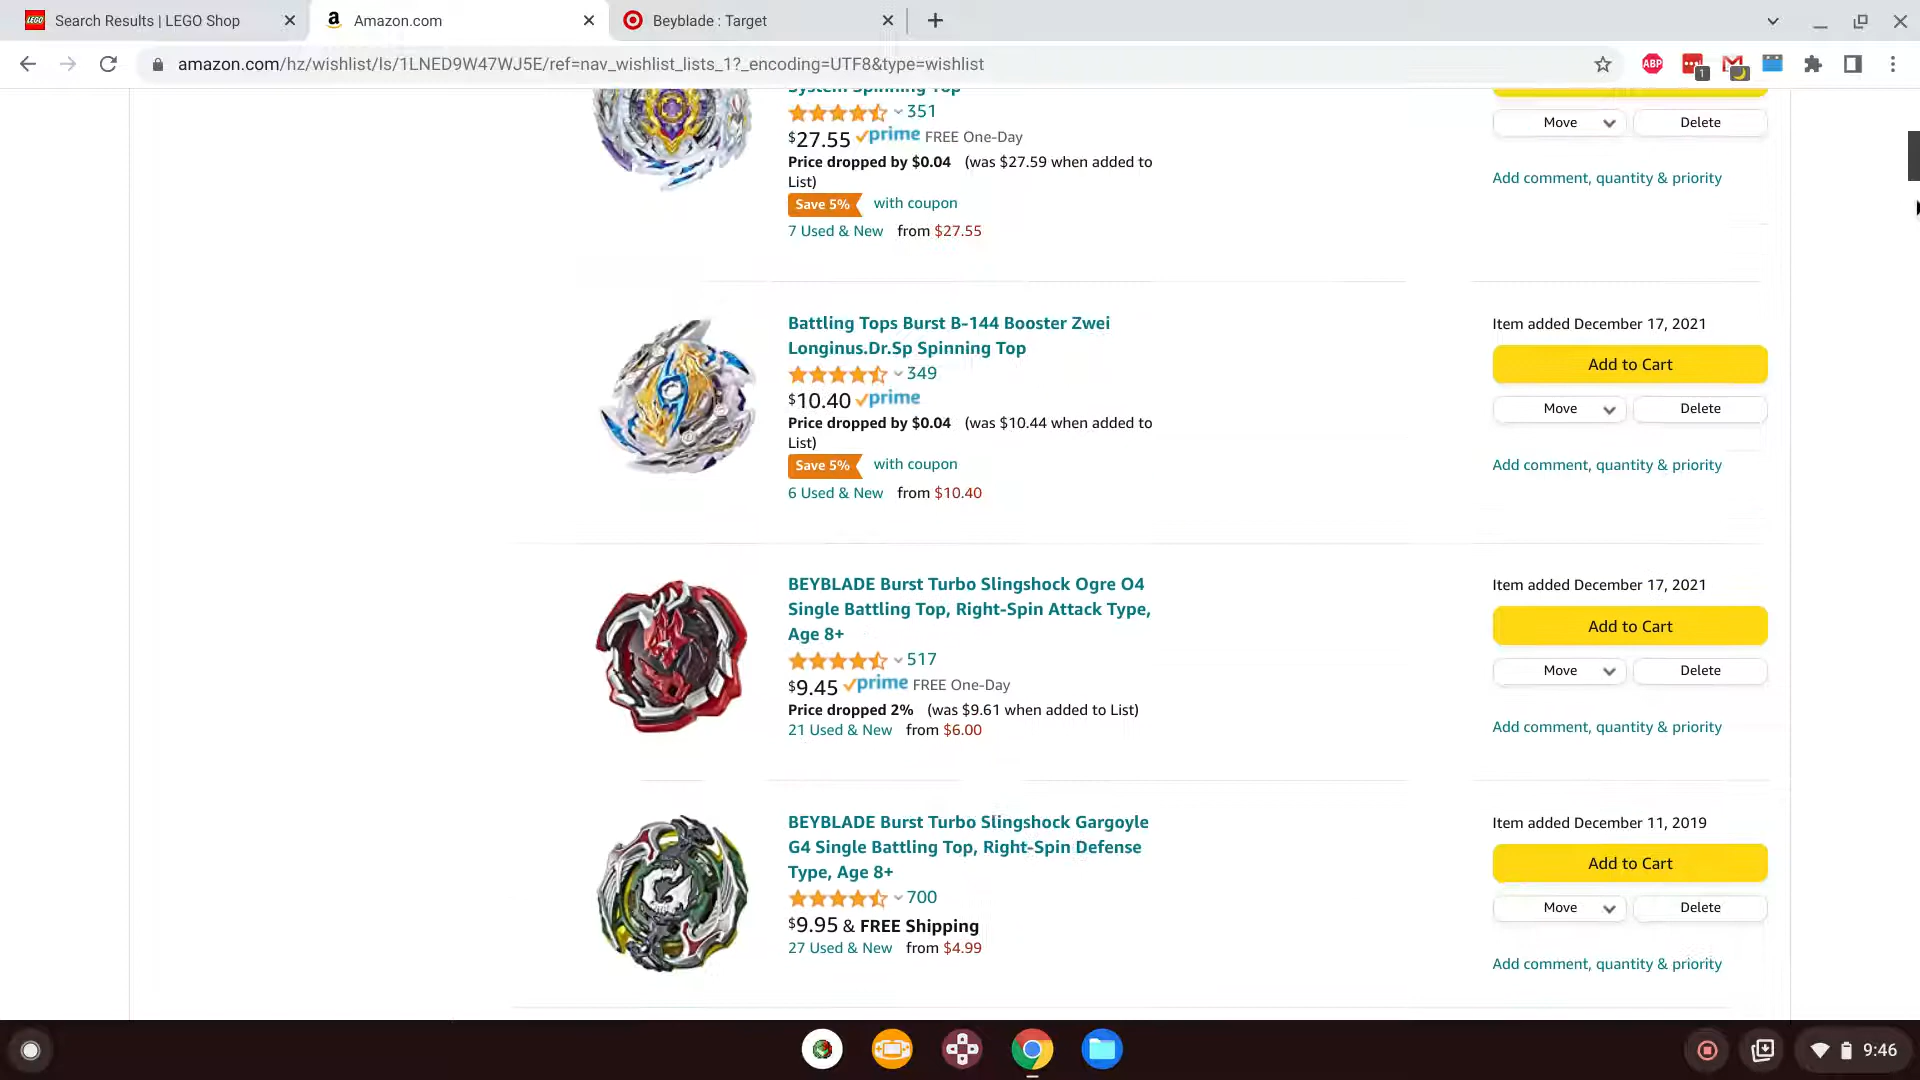 Search Results | LEGO Shop
Amazon.com
Beyblade : Target
amazon.com/hz/wishlist/ls/1LNED9W47WJ5E/ref=nav_wishlist_lists_1?_encoding=UTF8&type=wishlist
ABP
1
System Spinning Top
351
$27.55 prime FREE One-Day
Price dropped by $0.04 (was $27.59 when added to
List)
Save 5% with coupon
7 Used & New from $27.55
Move
Delete
Add comment, quantity & priority
Battling Tops Burst B-144 Booster Zwei
Longinus.Dr.Sp Spinning Top
349
$10.40 prime
Price dropped by $0.04 (was $10.44 when added to
List)
Save 5% with coupon
6 Used & New from $10.40
Item added December 17, 2021
Add to Cart
Move
Delete
Add comment, quantity & priority
BEYBLADE Burst Turbo Slingshock Ogre O4
Single Battling Top, Right-Spin Attack Type,
Age 8+
517
$9.45 prime FREE One-Day
Price dropped 2% (was $9.61 when added to List)
21 Used & New from $6.00
Item added December 17, 2021
Add to Cart
Move
Delete
Add comment, quantity & priority
BEYBLADE Burst Turbo Slingshock Gargoyle
G4 Single Battling Top, Right-Spin Defense
Type, Age 8+
700
$9.95 & FREE Shipping
27 Used & New from $4.99
Item added December 11, 2019
Add to Cart
Move
Delete
Add comment, quantity & priority
9:46